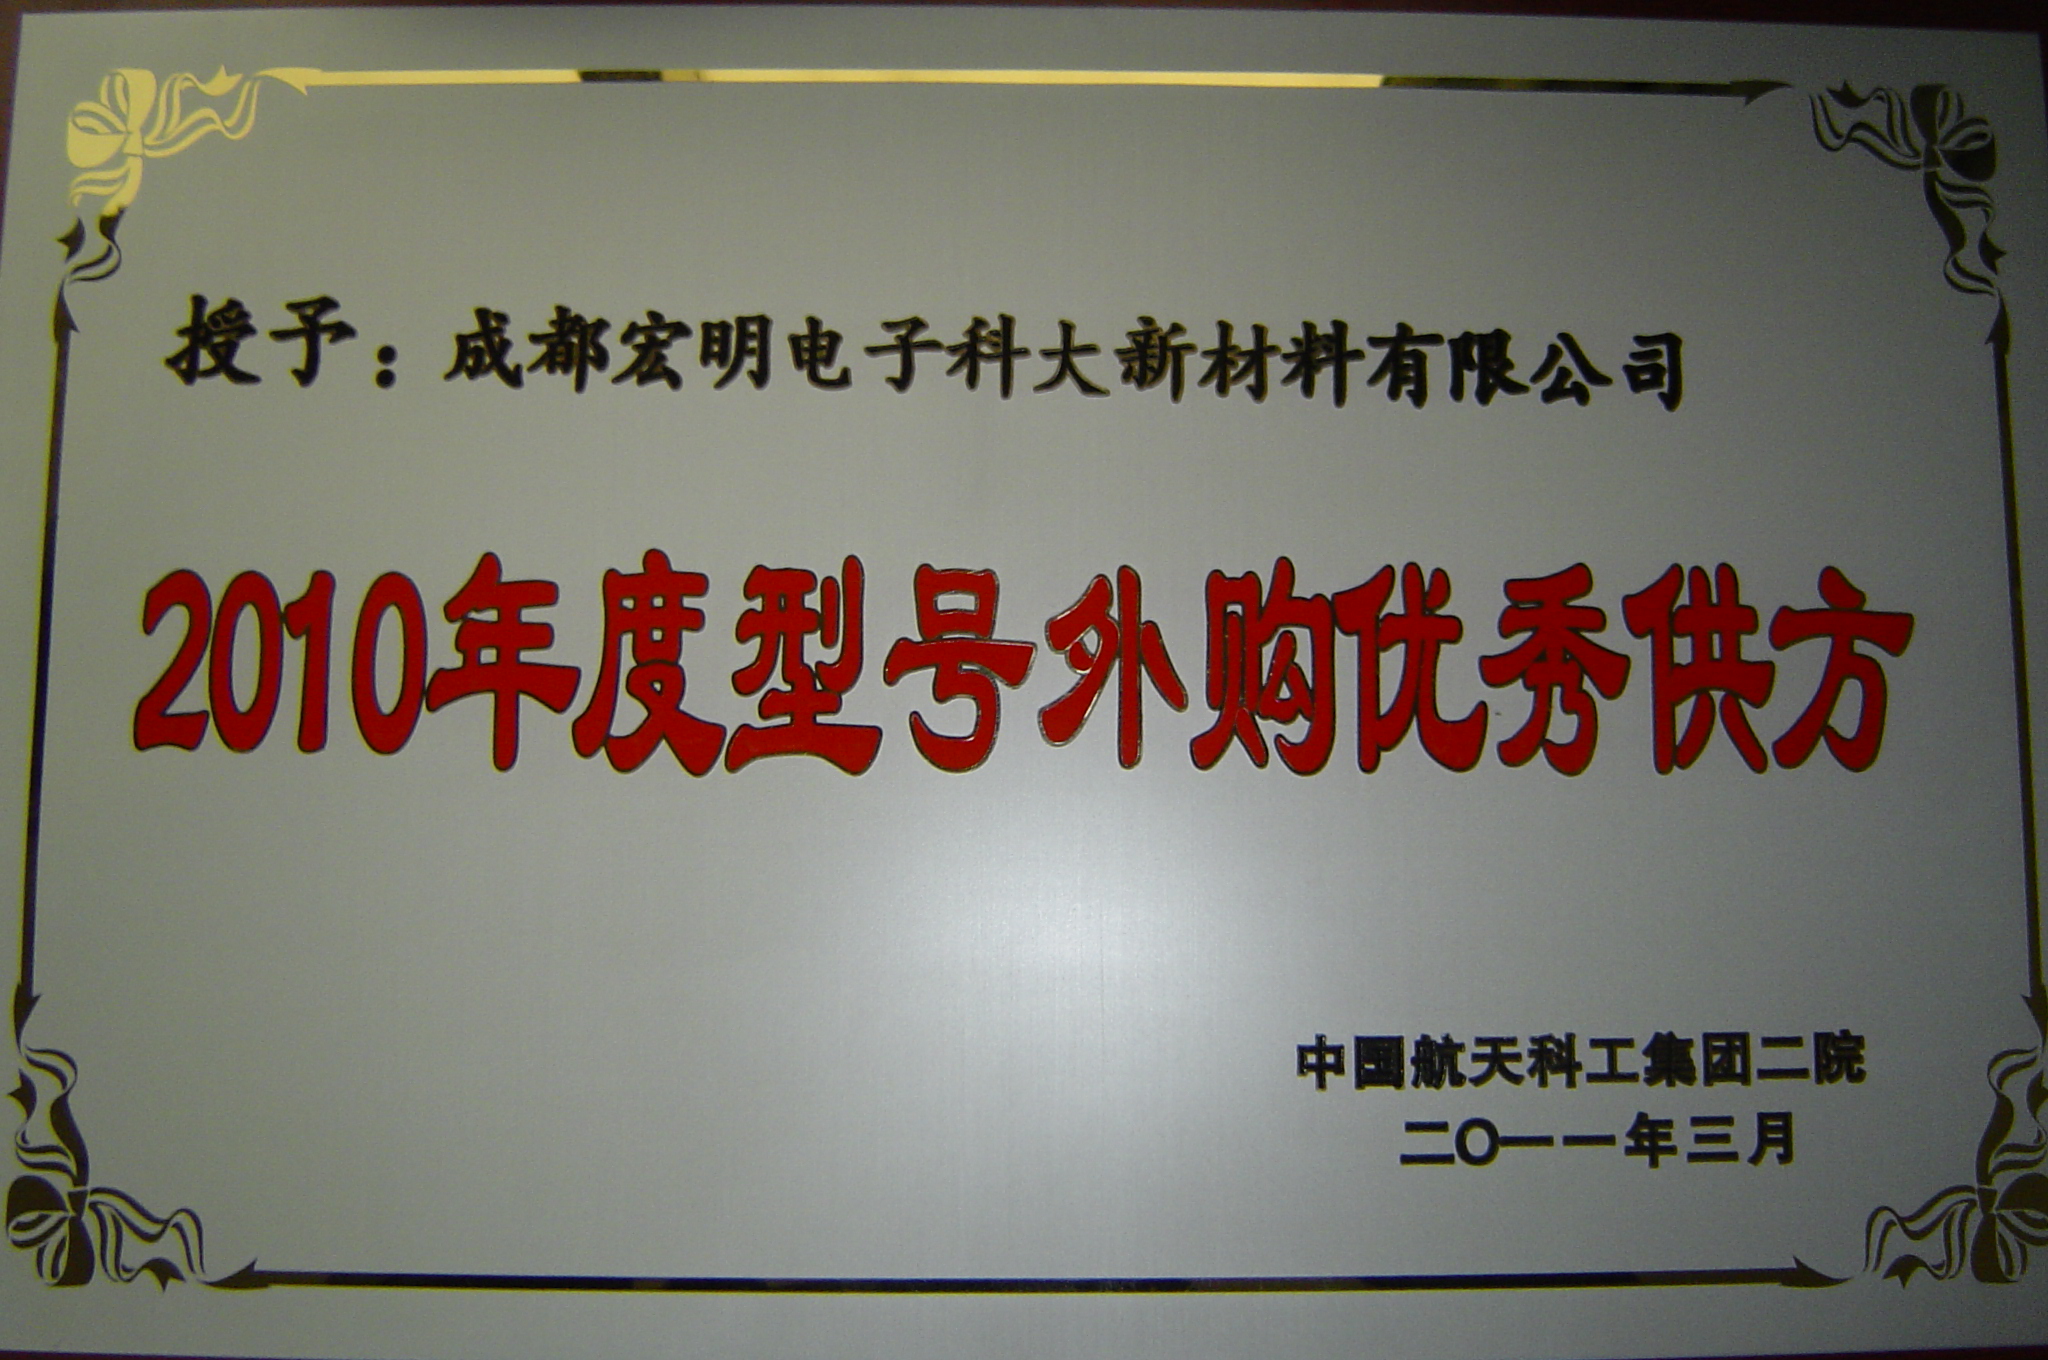 授予：成都宏明电子科大新材料有限公司
2010年度型号外购优秀供方
中国航天科工集团二院
二〇一一年三月